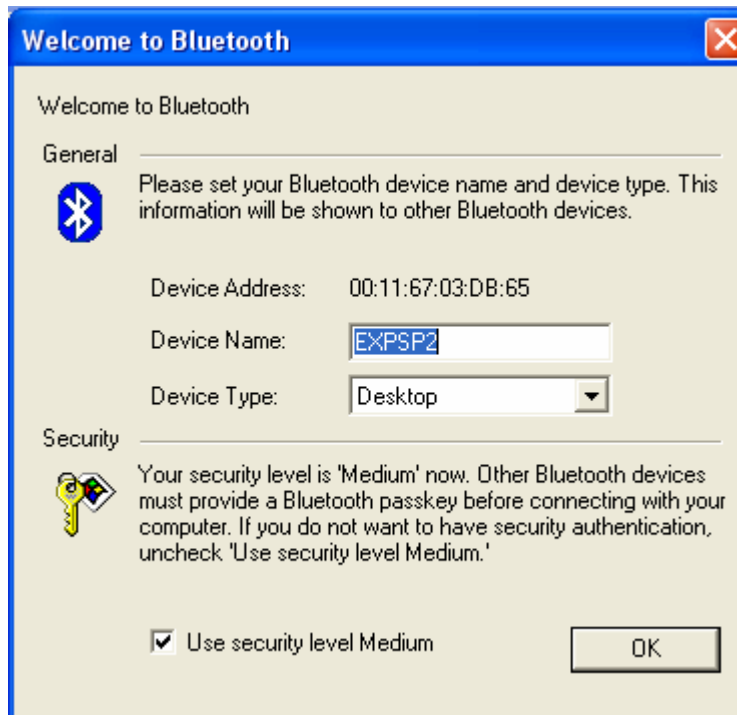 Welcome to Bluetooth
Welcome to Bluetooth
General
Please set your Bluetooth device name and device type. This
information will be shown to other Bluetooth devices.
Device Address: 00:11:67:03:DB:65
Device Name: EXPSP2
Device Type: Desktop
Security
Your security level is 'Medium' now. Other Bluetooth devices
must provide a Bluetooth passkey before connecting with your
computer. If you do not want to have security authentication,
uncheck 'Use security level Medium.'
Use security level Medium
OK